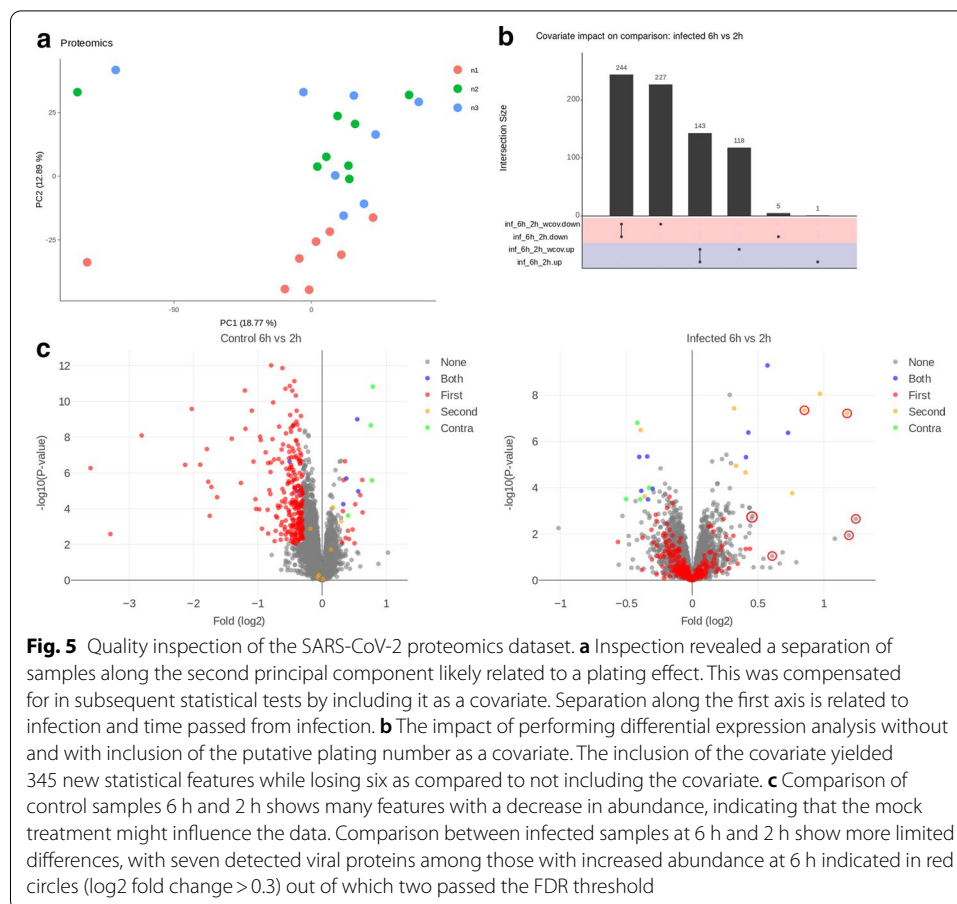 a
Proteomics
n1
n2
n3
25
0
-25
PC2 (12.89 %)
-50
0
PC1 (18.77 %)
b
Covariate impact on comparison: infected 6h vs 2h
Intersection Size
200
100
0
244
227
143
118
5
1
inf_6h_2h_wcov.down
inf_6h_2h.down
inf_6h_2h_wcov.up
inf_6h_2h.up
c
Control 6h vs 2h
12
10
8
6
4
2
0
-log10(P-value)
−3
−2
−1
0
1
Fold (log2)
None
Both
First
Second
Contra
Infected 6h vs 2h
8
6
4
2
0
-log10(P-value)
−1
−0.5
0
0.5
1
Fold (log2)
None
Both
First
Second
Contra
Fig. 5 Quality inspection of the SARS-CoV-2 proteomics dataset. a Inspection revealed a separation of
samples along the second principal component likely related to a plating effect. This was compensated
for in subsequent statistical tests by including it as a covariate. Separation along the first axis is related to
infection and time passed from infection. b The impact of performing differential expression analysis without
and with inclusion of the putative plating number as a covariate. The inclusion of the covariate yielded
345 new statistical features while losing six as compared to not including the covariate. c Comparison of
control samples 6 h and 2 h shows many features with a decrease in abundance, indicating that the mock
treatment might influence the data. Comparison between infected samples at 6 h and 2 h show more limited
differences, with seven detected viral proteins among those with increased abundance at 6 h indicated in red
circles (log2 fold change > 0.3) out of which two passed the FDR threshold